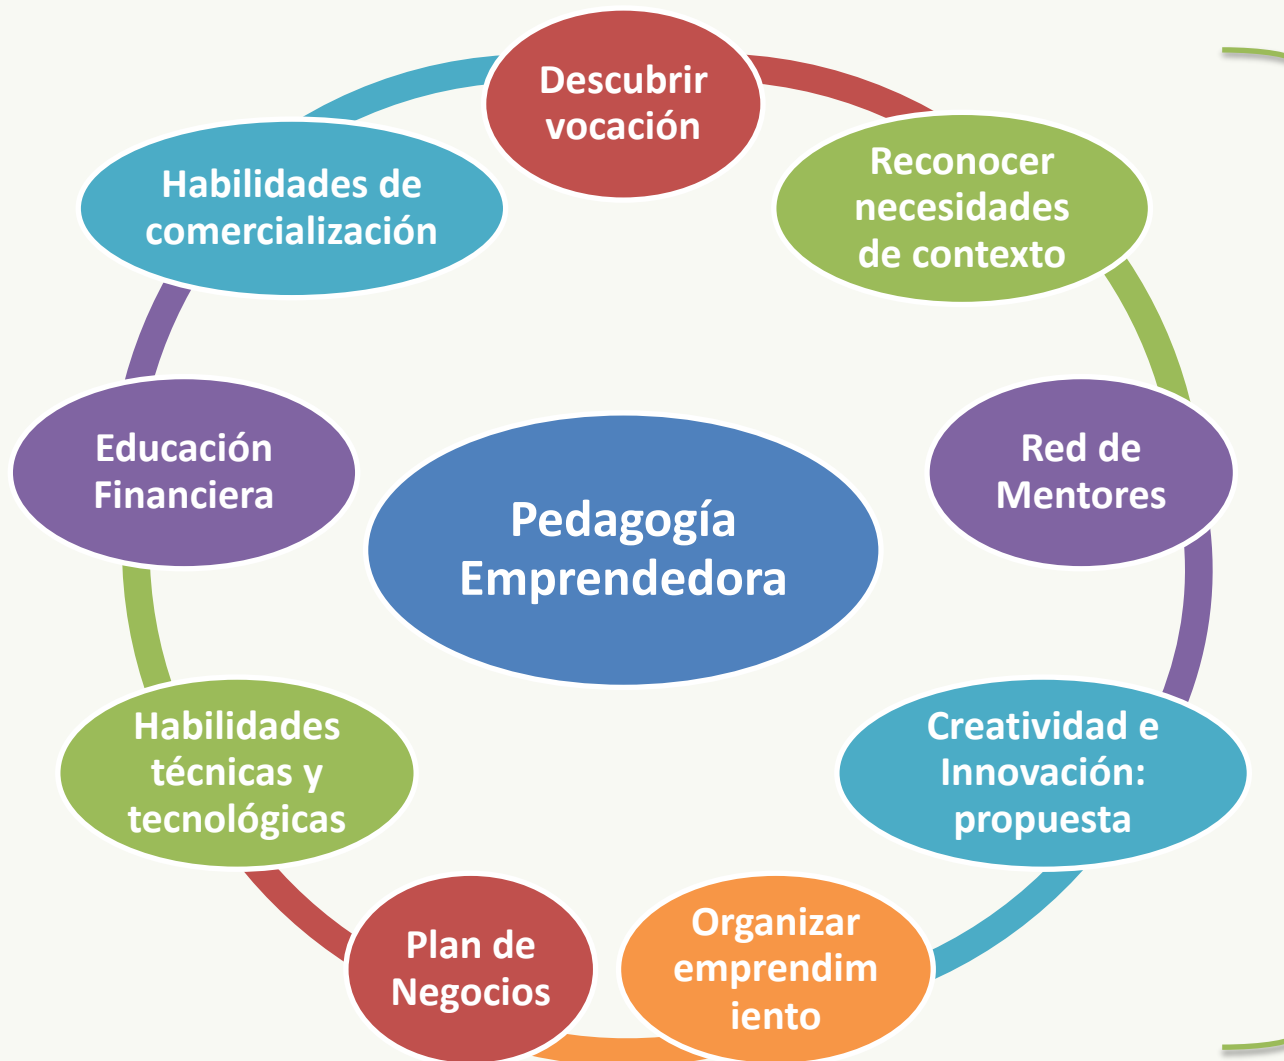 Descubrir
vocación
Reconocer
necesidades
de contexto
Red de
Mentores
Creatividad e
Innovación:
propuesta
Organizar
emprendim
iento
Plan de
Negocios
Habilidades
técnicas y
tecnológicas
Educación
Financiera
Habilidades de
comercialización
Pedagogía
Emprendedora